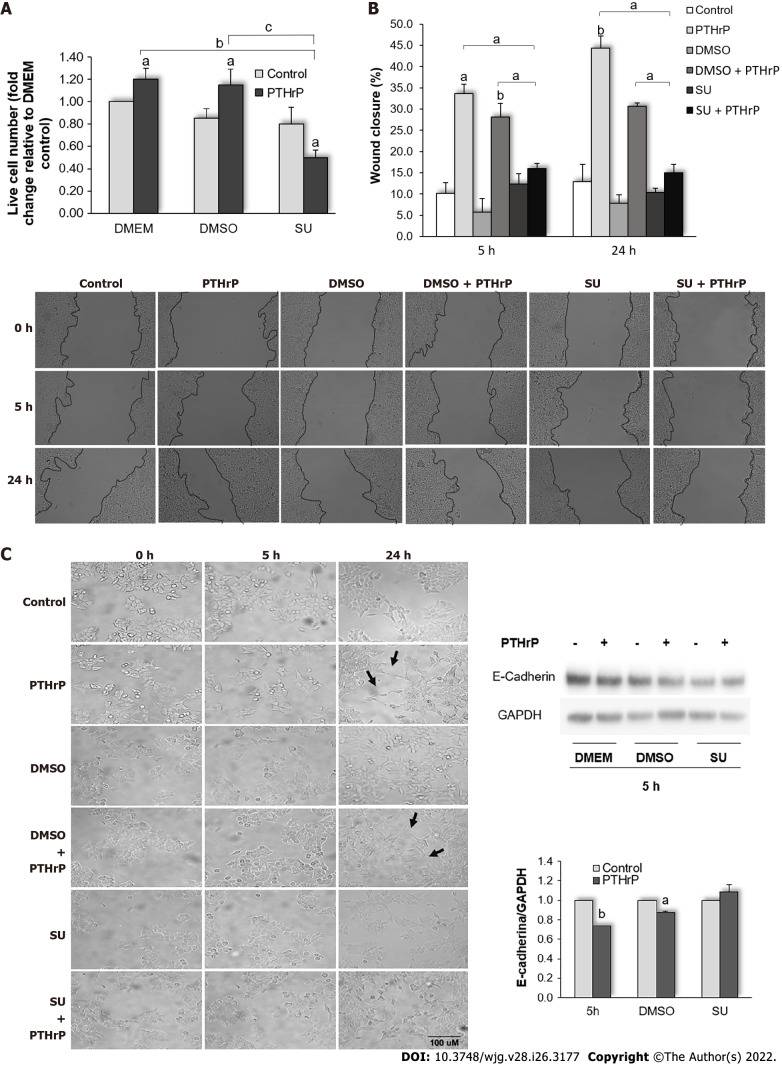 A
c
b
1.40
1.20
1.00
0.80
0.60
0.40
0.20
0.00
a
a
a
Control
PTHrP
Live cell number (fold
change relative to DMEM
control)
DMEM
DMSO
SU
B
50.0
45.0
40.0
35.0
30.0
25.0
20.0
15.0
10.0
5.0
0.0
Wound closure (%)
a
a
b
a
a
b
a
5 h
24 h
Control
PTHrP
DMSO
DMSO + PTHrP
SU
SU + PTHrP
Control PTHrP DMSO DMSO + PTHrP SU SU + PTHrP
0 h
5 h
24 h
C
0 h 5 h 24 h
Control
PTHrP
DMSO
DMSO
+
PTHrP
SU
SU
+
PTHrP
100 uM
PTHrP - + - + - +
E-Cadherin
GAPDH
DMEM DMSO SU
5 h
1.4
1.2
1.0
0.8
0.6
0.4
0.2
0.0
E-cadherina/GAPDH
Control
PTHrP
b
a
5h
DMSO
SU
DOI: 10.3748/wjg.v28.i26.3177 Copyright ©The Author(s) 2022.